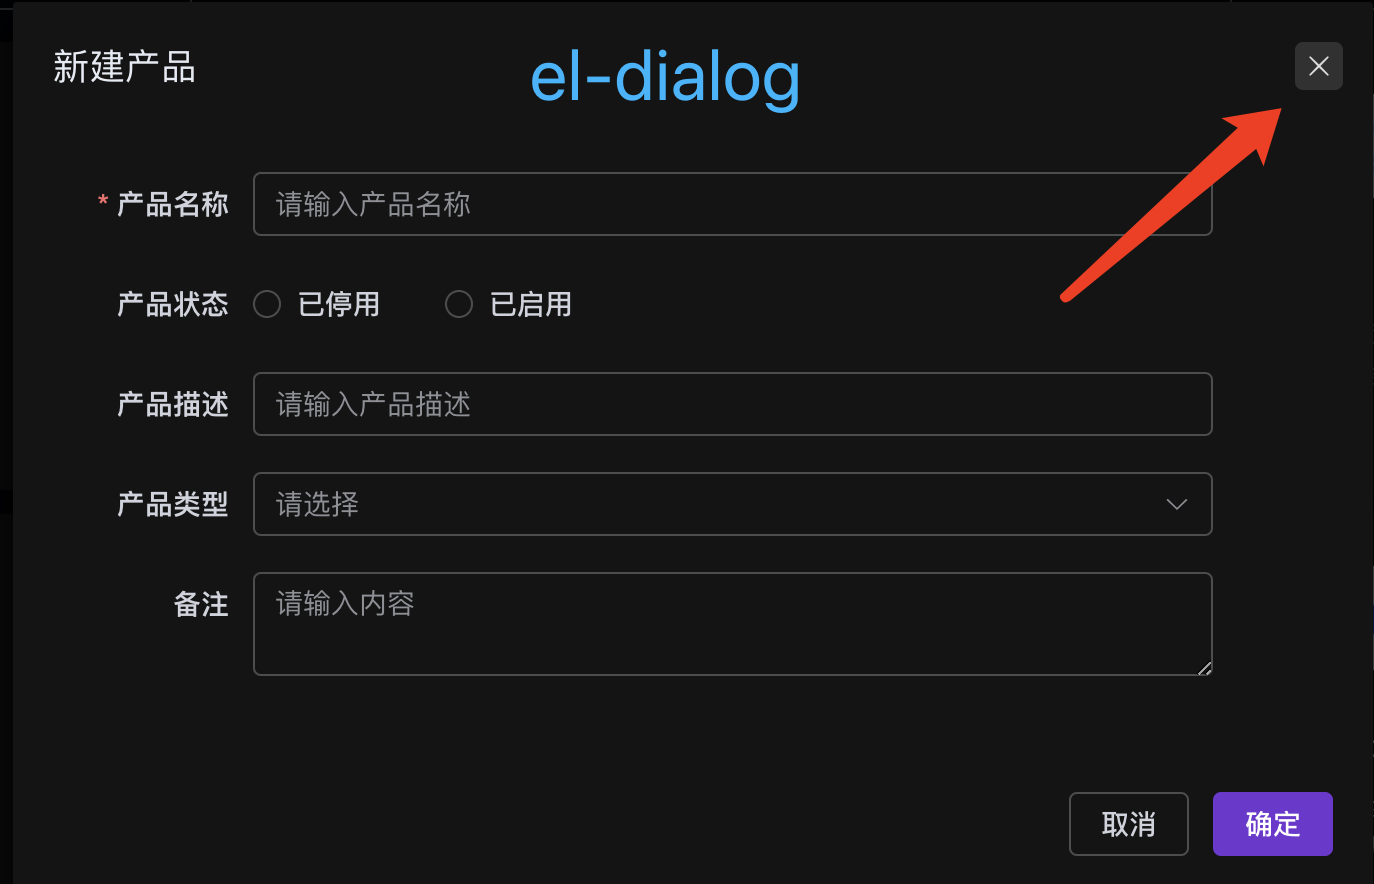 新建产品
el-dialog
* 产品名称 请输入产品名称
产品状态 已停用 已启用
产品描述 请输入产品描述
产品类型 请选择
备注 请输入内容
取消 确定